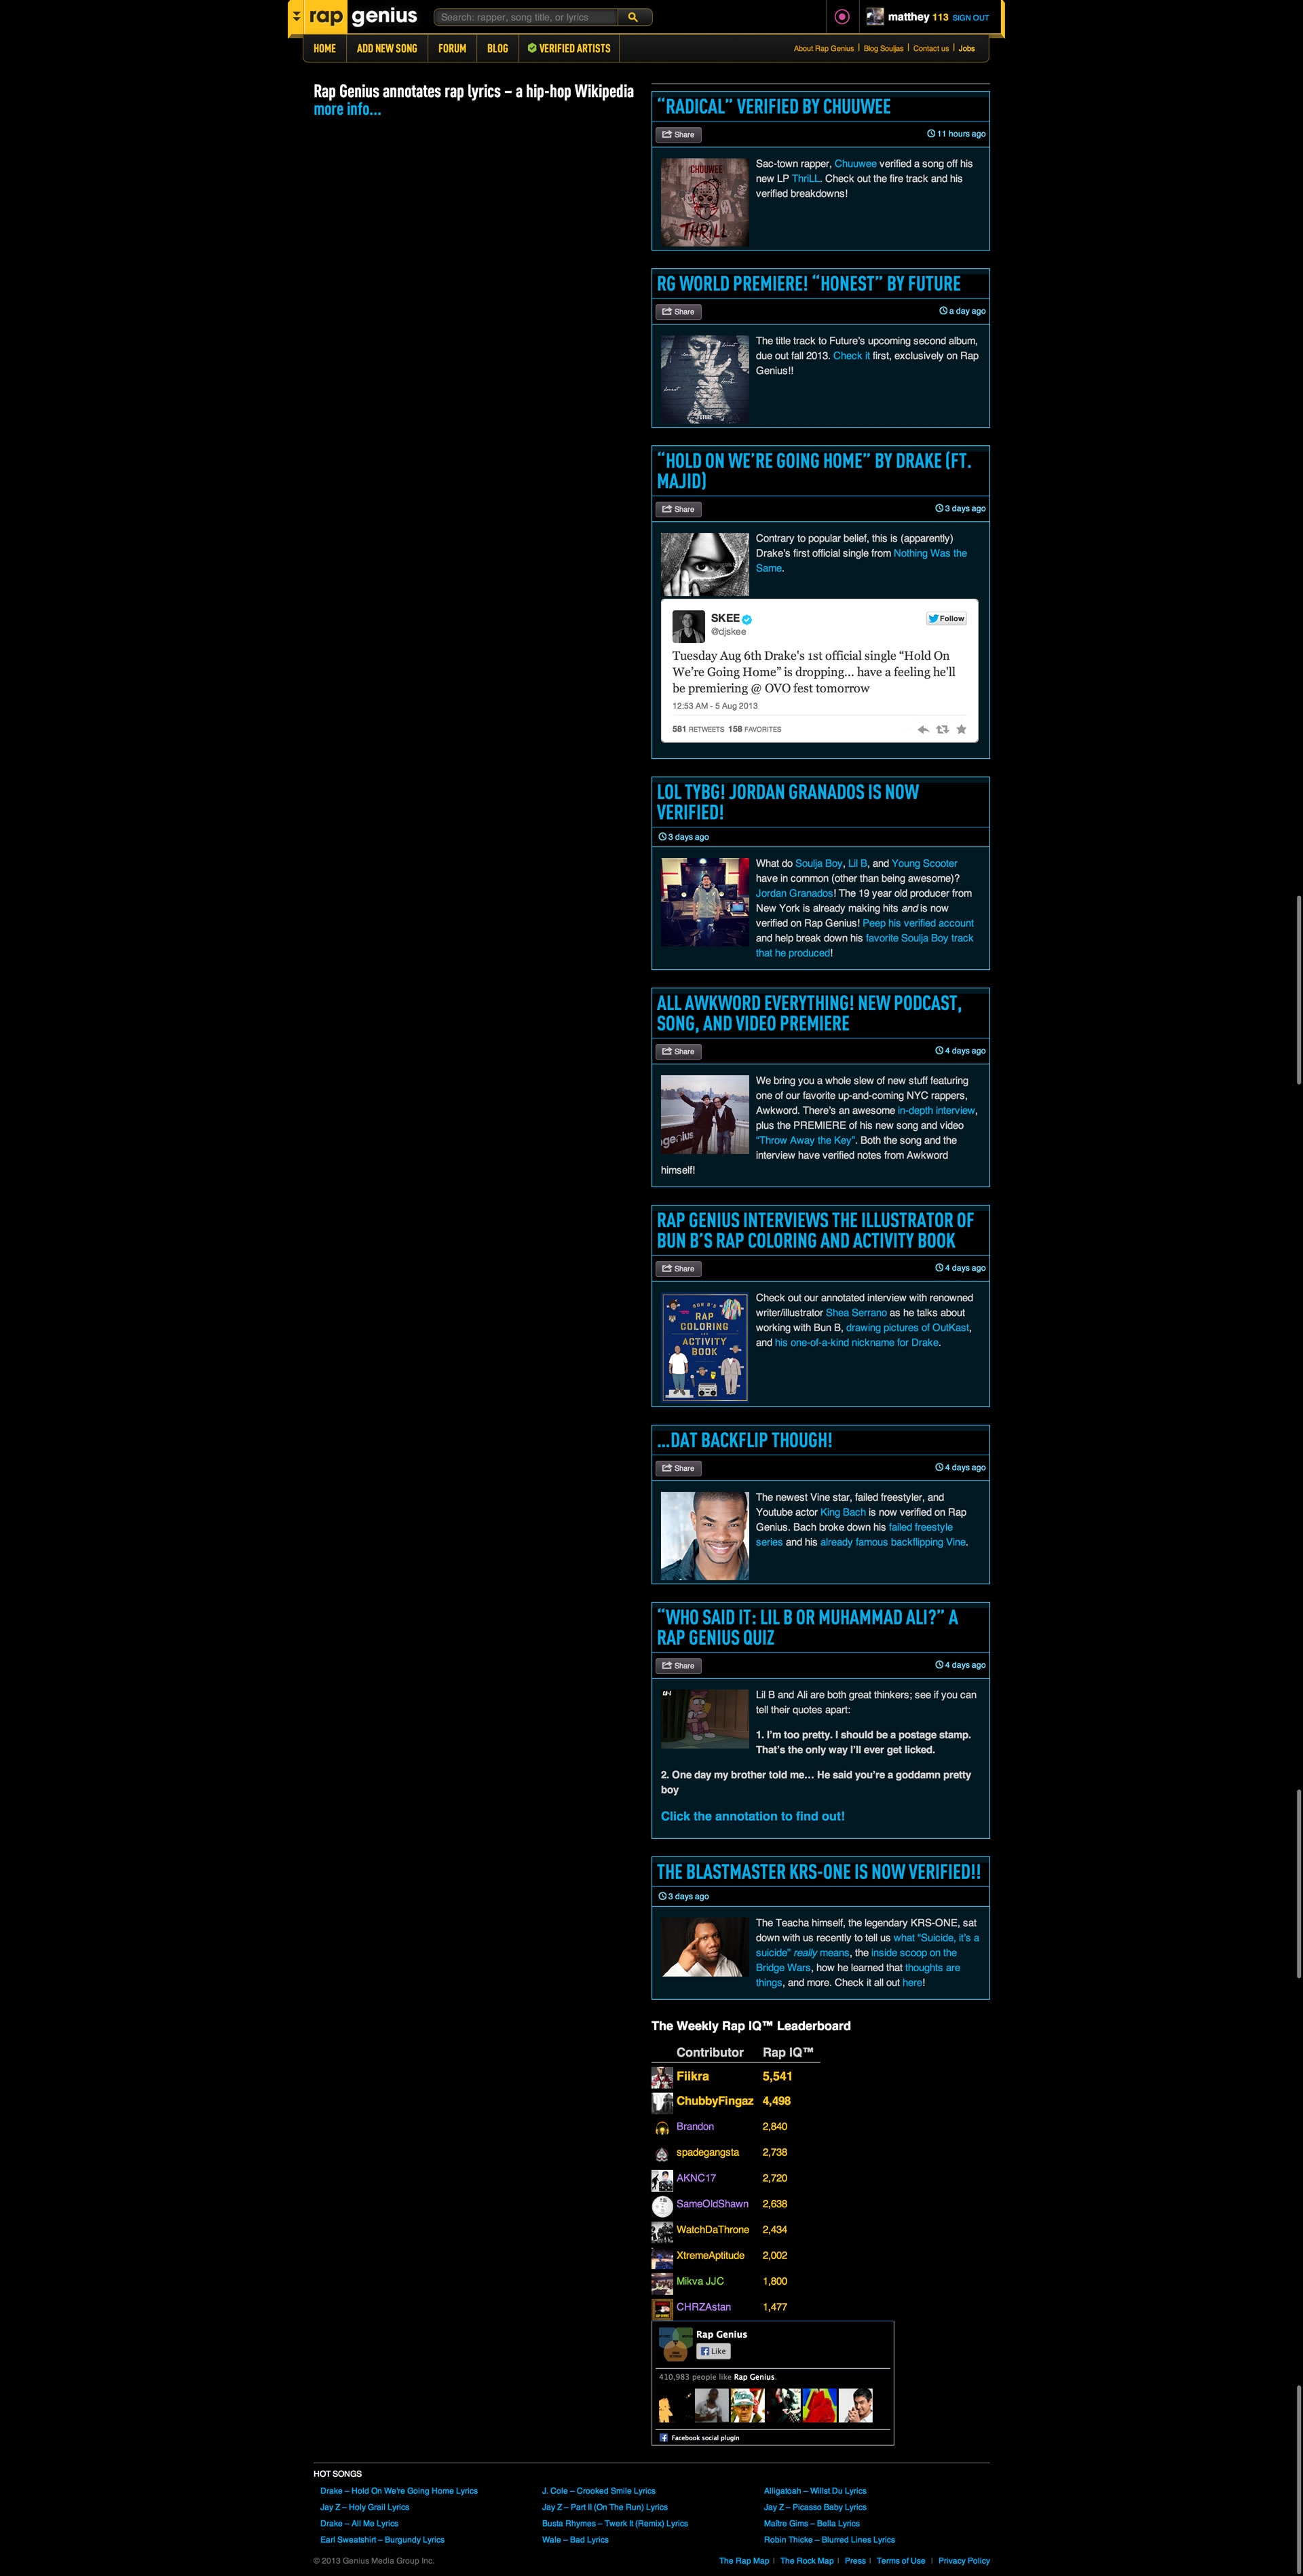 rap genius
Search: rapper, song title, or lyrics
matthey 113 SIGN OUT
HOME ADD NEW SONG FORUM BLOG VERIFIED ARTISTS
About Rap Genius | Blog Souljas | Contact us | Jobs
Rap Genius annotates rap lyrics – a hip-hop Wikipedia
more info...
“RADICAL” VERIFIED BY CHUUWEE
Share 11 hours ago
CHUUWEE
THRILL
Sac-town rapper, Chuuwee verified a song off his
new LP ThriLL. Check out the fire track and his
verified breakdowns!
RG WORLD PREMIERE! “HONEST” BY FUTURE
Share a day ago
FUTURE
The title track to Future’s upcoming second album,
due out fall 2013. Check it first, exclusively on Rap
Genius!!
“HOLD ON WE’RE GOING HOME” BY DRAKE (FT.
MAJID)
Share 3 days ago
Contrary to popular belief, this is (apparently)
Drake’s first official single from Nothing Was the
Same.
SKEE
@djskee
Follow
Tuesday Aug 6th Drake's 1st official single “Hold On
We’re Going Home” is dropping... have a feeling he'll
be premiering @ OVO fest tomorrow
12:53 AM - 5 Aug 2013
581 RETWEETS 158 FAVORITES
LOL TYBG! JORDAN GRANADOS IS NOW
VERIFIED!
3 days ago
What do Soulja Boy, Lil B, and Young Scooter
have in common (other than being awesome)?
Jordan Granados! The 19 year old producer from
New York is already making hits and is now
verified on Rap Genius! Peep his verified account
and help break down his favorite Soulja Boy track
that he produced!
ALL AWKWORD EVERYTHING! NEW PODCAST,
SONG, AND VIDEO PREMIERE
Share 4 days ago
pgenius
We bring you a whole slew of new stuff featuring
one of our favorite up-and-coming NYC rappers,
Awkword. There’s an awesome in-depth interview,
plus the PREMIERE of his new song and video
“Throw Away the Key”. Both the song and the
interview have verified notes from Awkword
himself!
RAP GENIUS INTERVIEWS THE ILLUSTRATOR OF
BUN B’S RAP COLORING AND ACTIVITY BOOK
Share 4 days ago
BUN B'S
RAP
COLORING
AND
ACTIVITY
BOOK
Check out our annotated interview with renowned
writer/illustrator Shea Serrano as he talks about
working with Bun B, drawing pictures of OutKast,
and his one-of-a-kind nickname for Drake.
...DAT BACKFLIP THOUGH!
Share 4 days ago
The newest Vine star, failed freestyler, and
Youtube actor King Bach is now verified on Rap
Genius. Bach broke down his failed freestyle
series and his already famous backflipping Vine.
“WHO SAID IT: LIL B OR MUHAMMAD ALI?” A
RAP GENIUS QUIZ
Share 4 days ago
Lil B and Ali are both great thinkers; see if you can
tell their quotes apart:
1. I’m too pretty. I should be a postage stamp.
That’s the only way I’ll ever get licked.
2. One day my brother told me… He said you’re a goddamn pretty
boy
Click the annotation to find out!
THE BLASTMASTER KRS-ONE IS NOW VERIFIED!!
3 days ago
The Teacha himself, the legendary KRS-ONE, sat
down with us recently to tell us what “Suicide, it’s a
suicide” really means, the inside scoop on the
Bridge Wars, how he learned that thoughts are
things, and more. Check it all out here!
The Weekly Rap IQ™ Leaderboard
Contributor Rap IQ™
Fiikra 5,541
ChubbyFingaz 4,498
Brandon 2,840
spadegangsta 2,738
AKNC17 2,720
SameOldShawn 2,638
WatchDaThrone 2,434
XtremeAptitude 2,002
Mikva JJC 1,800
CHRZAstan 1,477
Rap Genius
Like
410,983 people like Rap Genius.
Facebook social plugin
HOT SONGS
Drake – Hold On We're Going Home Lyrics J. Cole – Crooked Smile Lyrics Alligatoah – Willst Du Lyrics
Jay Z – Holy Grail Lyrics Jay Z – Part II (On The Run) Lyrics Jay Z – Picasso Baby Lyrics
Drake – All Me Lyrics Busta Rhymes – Twerk It (Remix) Lyrics Maître Gims – Bella Lyrics
Earl Sweatshirt – Burgundy Lyrics Wale – Bad Lyrics Robin Thicke – Blurred Lines Lyrics
© 2013 Genius Media Group Inc. The Rap Map | The Rock Map | Press | Terms of Use | Privacy Policy